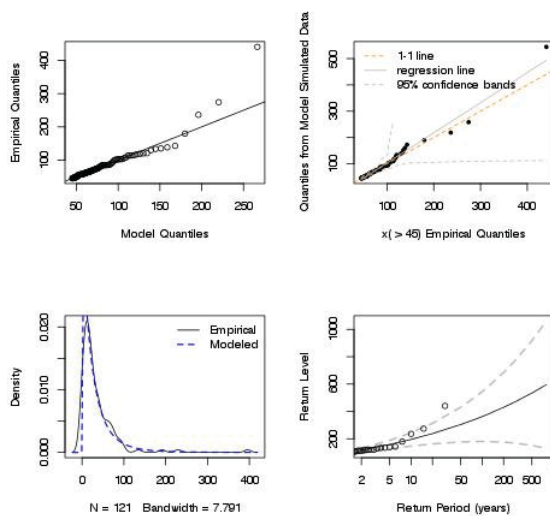 Empirical Quantiles
100 200 300 400
50 100 150 200 250
Model Quantiles
Quantiles from Model Simulated Data
100 300 600
1-1 line
regression line
95% confidence bands
100 200 300 400
x( > 45) Empirical Quantiles
Density
0.000 0.010 0.020
Empirical
Modeled
0 100 200 300 400
N = 121 Bandwidth = 7.791
Return Level
200 600 1000
2 5 10 50 100 500
Return Period (years)